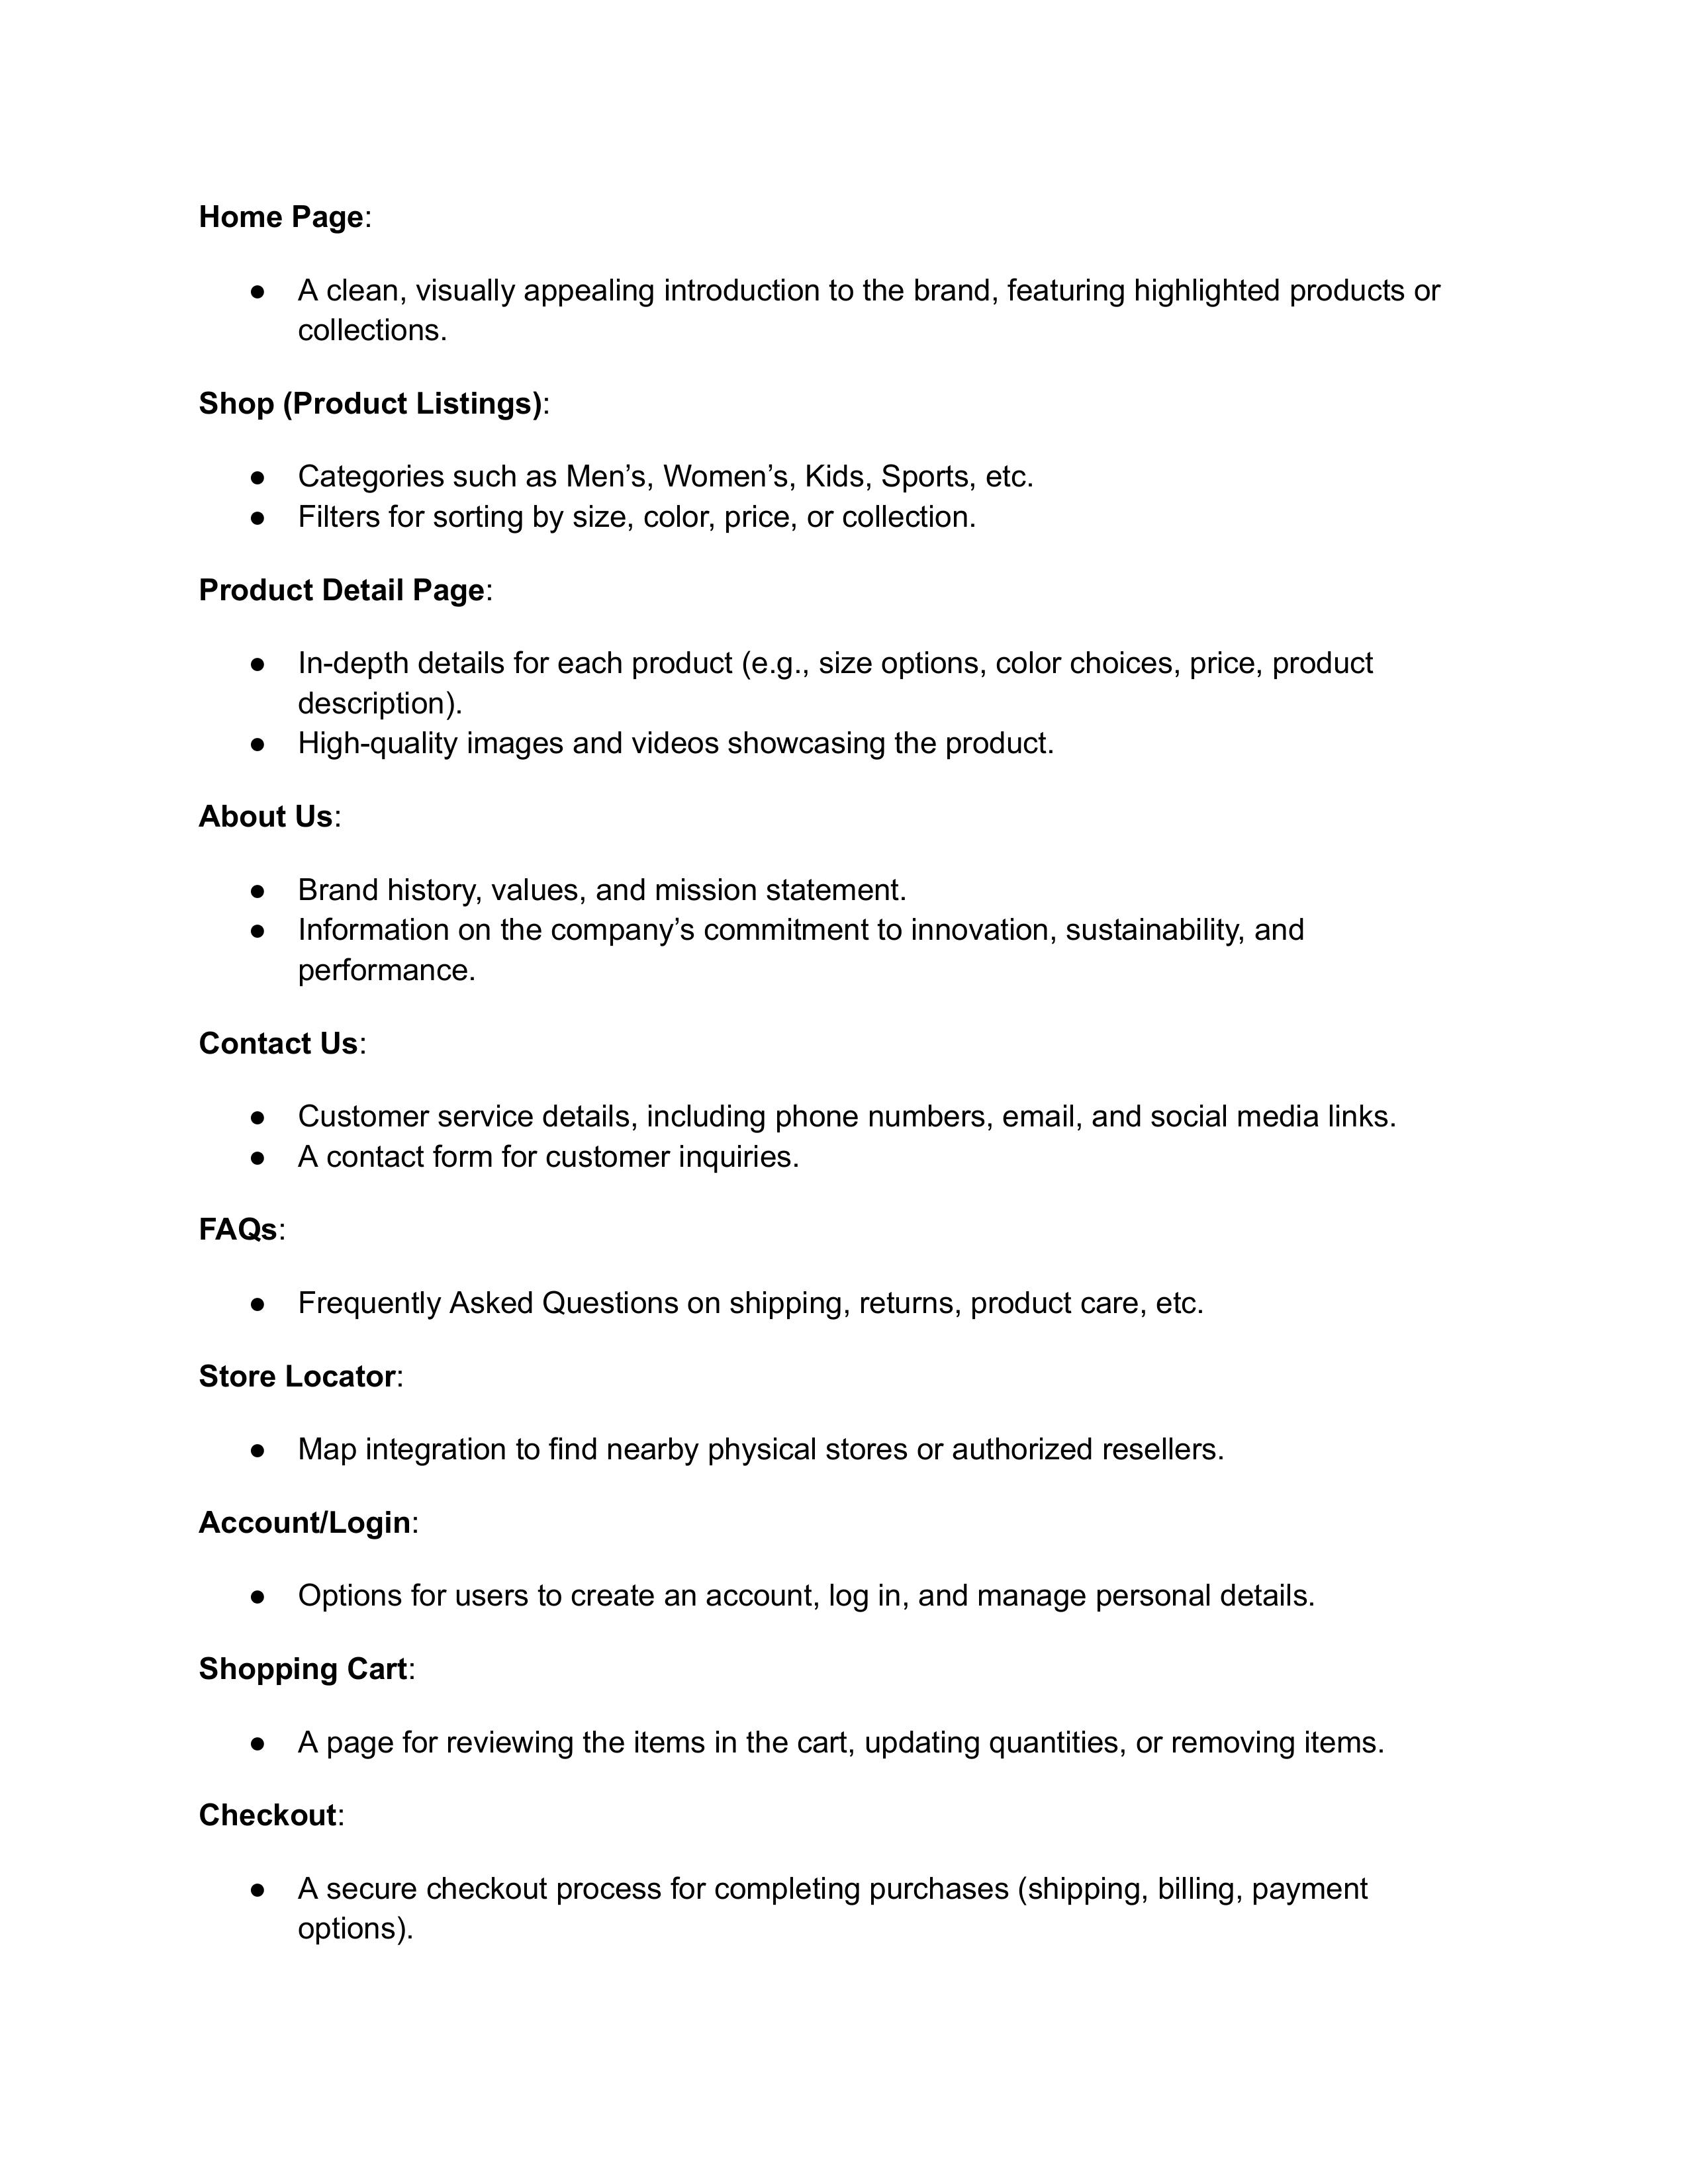 Home Page:
● A clean, visually appealing introduction to the brand, featuring highlighted products or
collections.
Shop (Product Listings):
● Categories such as Men’s, Women’s, Kids, Sports, etc.
● Filters for sorting by size, color, price, or collection.
Product Detail Page:
● In-depth details for each product (e.g., size options, color choices, price, product
description).
● High-quality images and videos showcasing the product.
About Us:
● Brand history, values, and mission statement.
● Information on the company’s commitment to innovation, sustainability, and
performance.
Contact Us:
● Customer service details, including phone numbers, email, and social media links.
● A contact form for customer inquiries.
FAQs:
● Frequently Asked Questions on shipping, returns, product care, etc.
Store Locator:
● Map integration to find nearby physical stores or authorized resellers.
Account/Login:
● Options for users to create an account, log in, and manage personal details.
Shopping Cart:
● A page for reviewing the items in the cart, updating quantities, or removing items.
Checkout:
● A secure checkout process for completing purchases (shipping, billing, payment
options).